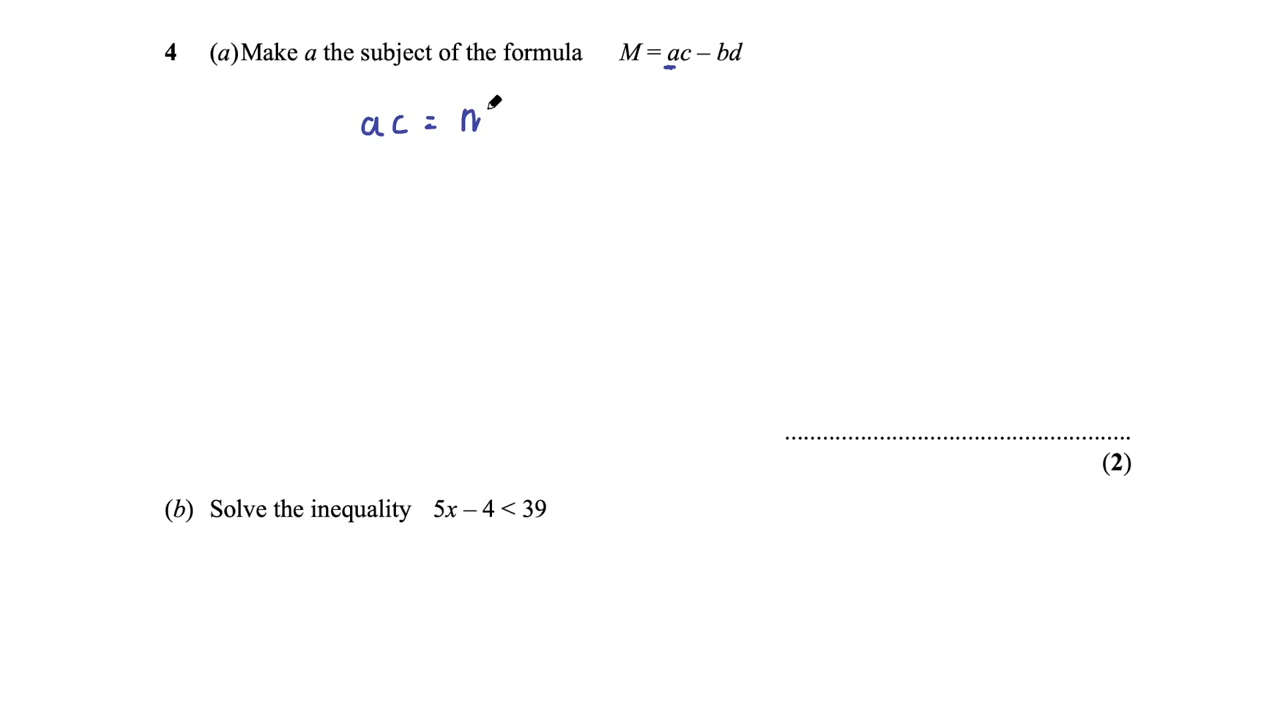 4 (a)Make a the subject of the formula M = ac – bd
ac = n
......................................................
(2)
(b) Solve the inequality 5x – 4 < 39